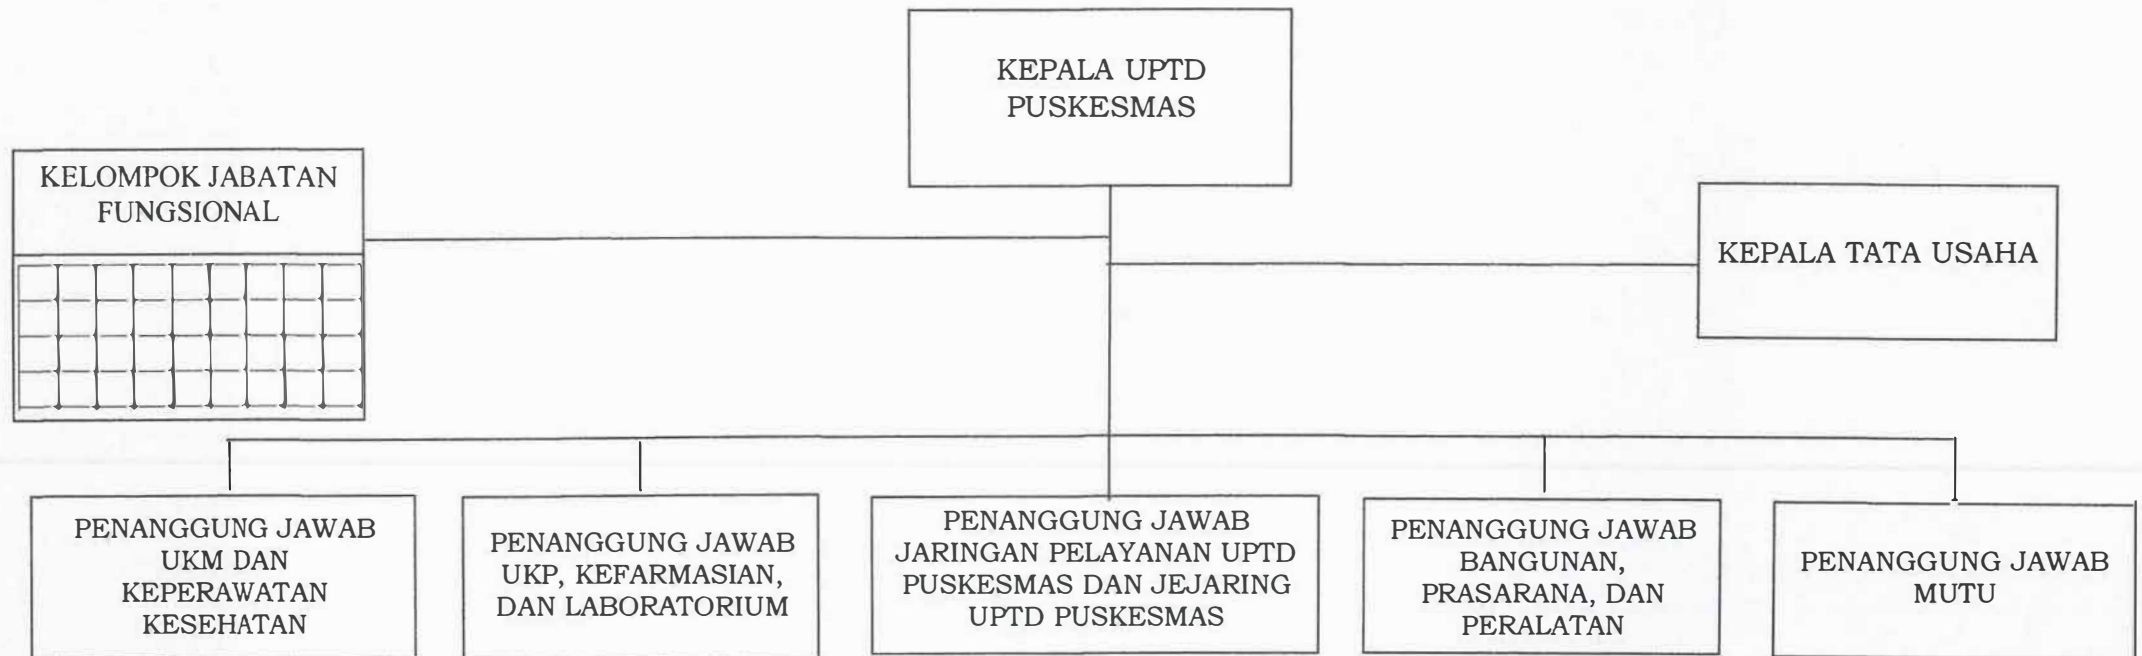 KEPALA UPTD
PUSKESMAS
KELOMPOK JABATAN
FUNGSIONAL
KEPALA TATA USAHA
PENANGGUNG JAWAB
UKM DAN
KEPERAWATAN
KESEHATAN
PENANGGUNG JAWAB
UKP, KEFARMASIAN,
DAN LABORATORIUM
PENANGGUNG JAWAB
JARINGAN PELAYANAN UPTD
PUSKESMAS DAN JEJARING
UPTD PUSKESMAS
PENANGGUNG JAWAB
BANGUNAN,
PRASARANA, DAN
PERALATAN
PENANGGUNG JAWAB
MUTU